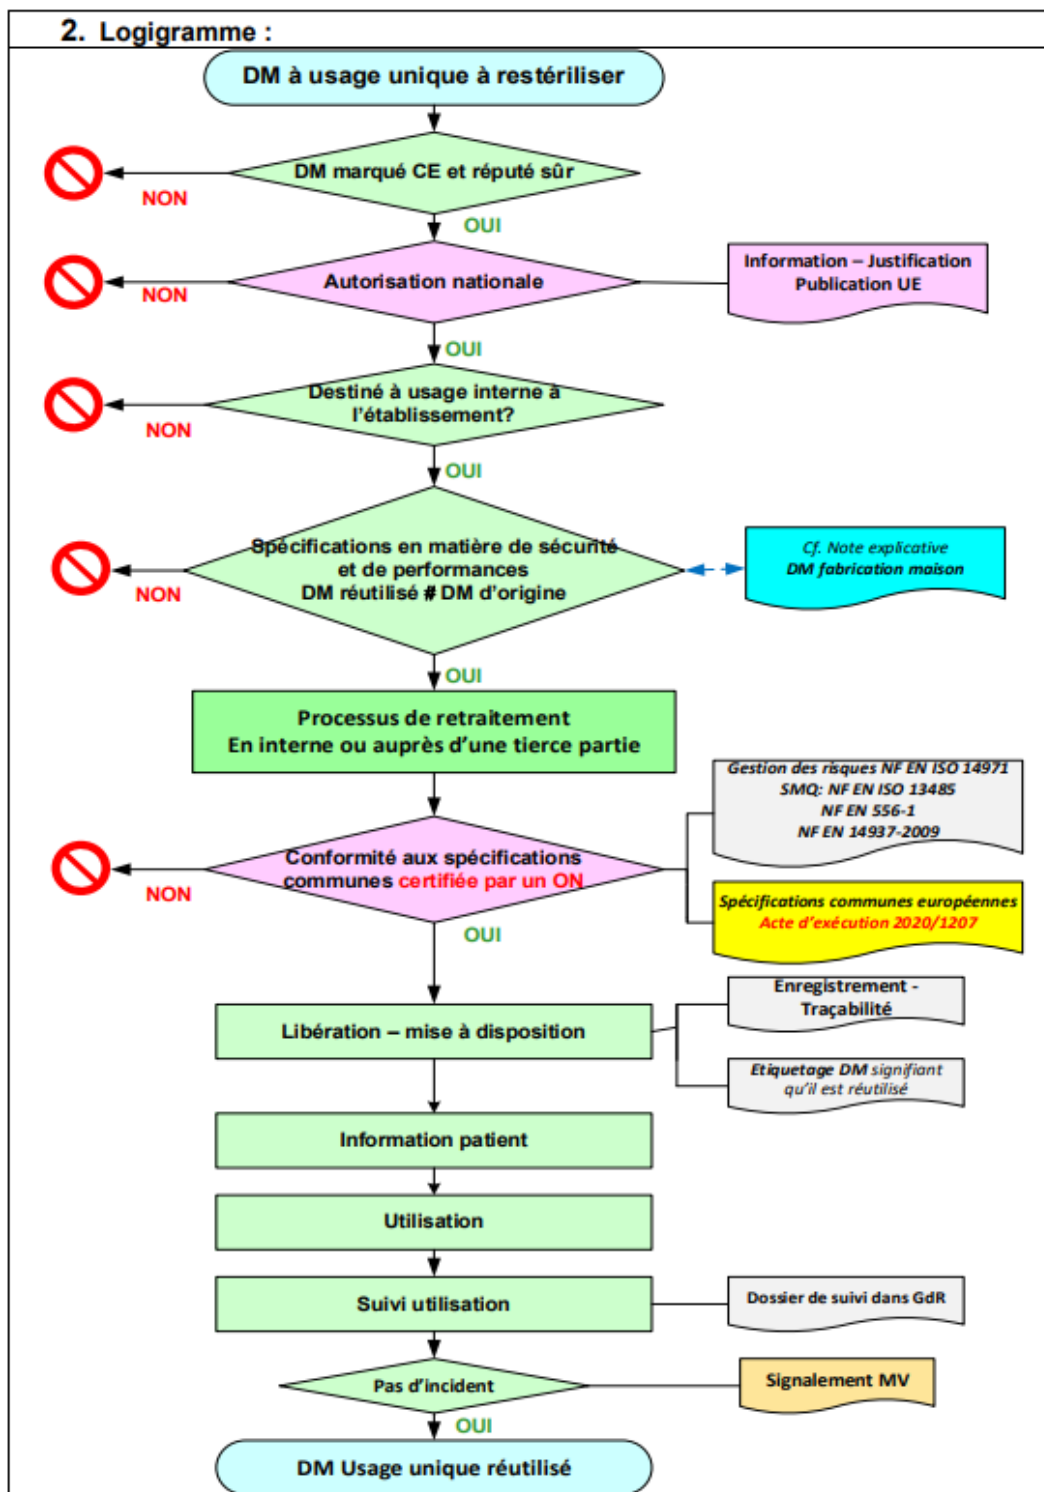 2. Logigramme :
DM à usage unique à restériliser
DM marqué CE et réputé sûr
NON
OUI
Autorisation nationale
Information – Justification
Publication UE
NON
OUI
Destiné à usage interne à
l'établissement?
NON
OUI
Spécifications en matière de sécurité
et de performances
DM réutilisé # DM d'origine
Cf. Note explicative
DM fabrication maison
NON
OUI
Processus de retraitement
En interne ou auprès d'une tierce partie
Gestion des risques NF EN ISO 14971
SMQ: NF EN ISO 13485
NF EN 556-1
NF EN 14937-2009
Conformité aux spécifications
communes certifiée par un ON
NON
Spécifications communes européennes
Acte d'exécution 2020/1207
OUI
Enregistrement -
Traçabilité
Libération – mise à disposition
Etiquetage DM signifiant
qu'il est réutilisé
Information patient
Utilisation
Suivi utilisation
Dossier de suivi dans GdR
Pas d'incident
Signalement MV
OUI
DM Usage unique réutilisé